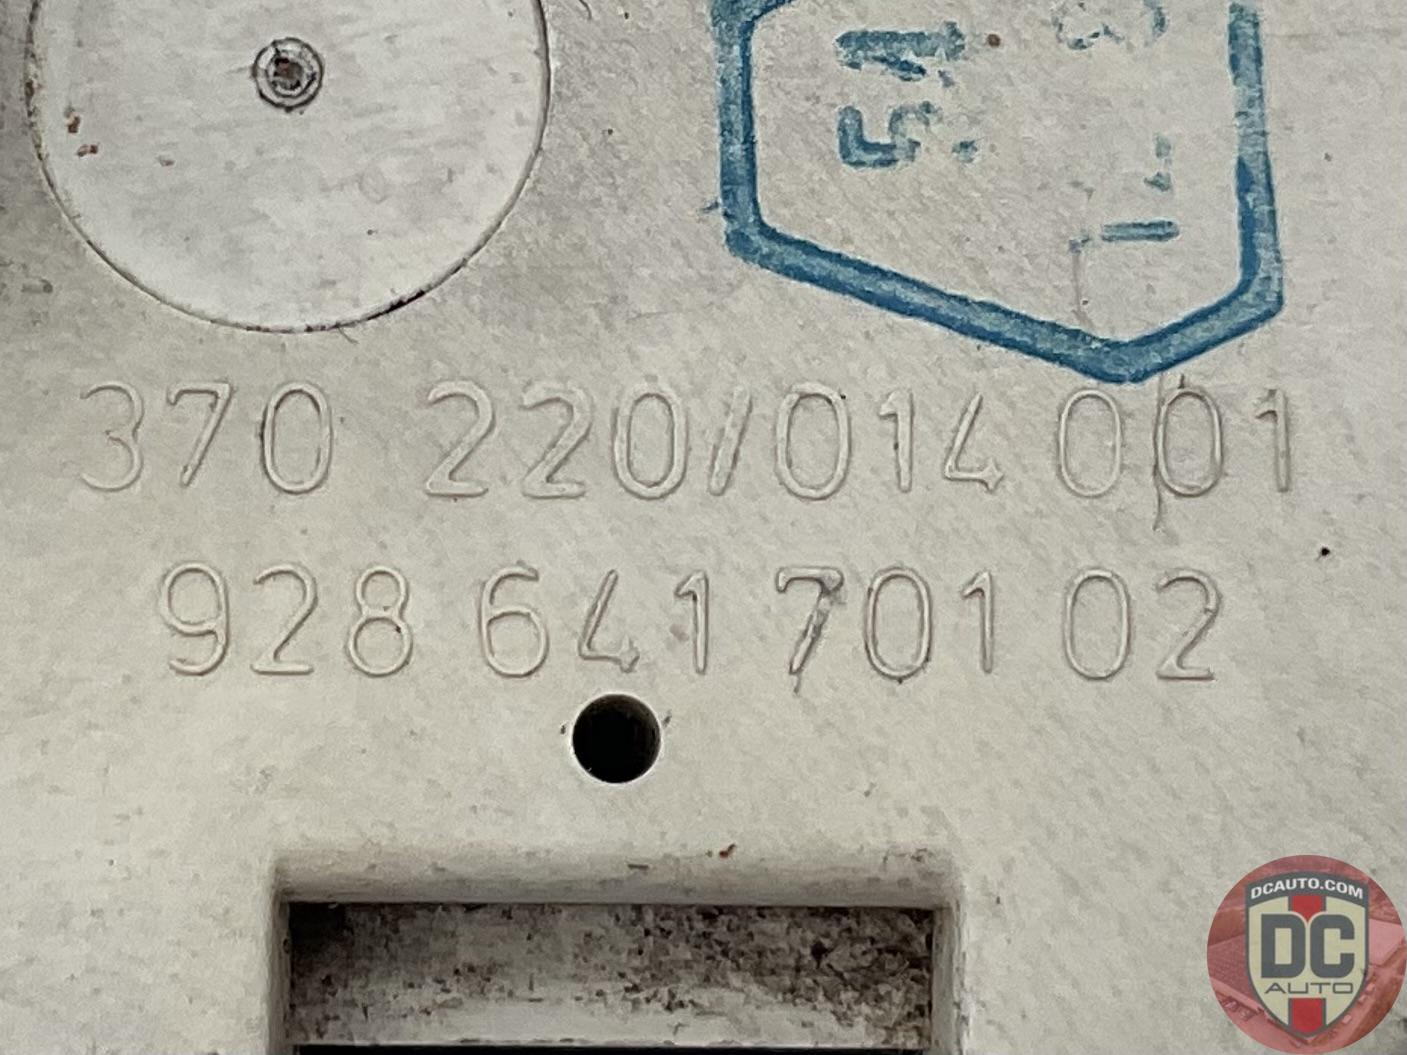 370 220/014 001
928 641 701 02
DCAUTO.COM
DC
AUTO